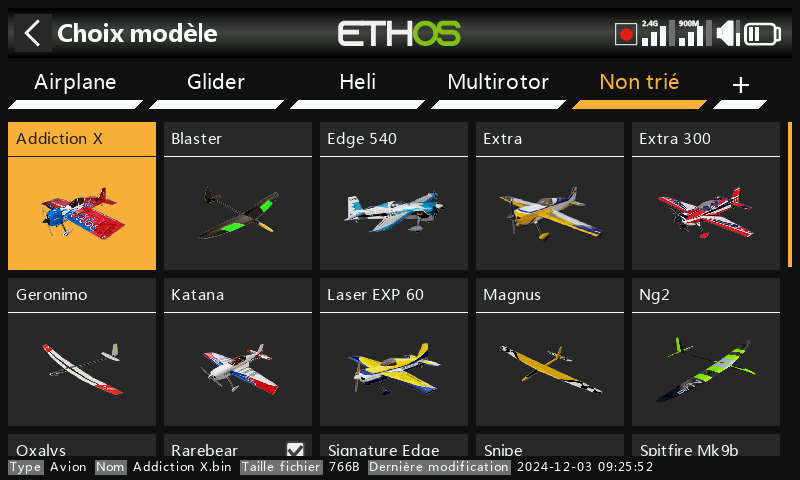 Choix modèle ETHOS 2.4G 900M
Airplane Glider Heli Multirotor Non trié +
Addiction X Blaster Edge 540 Extra Extra 300
Geronimo Katana Laser EXP 60 Magnus Ng2
Oxalys Rarebear Signature Edge Snipe Spitfire Mk9b
Type Avion Nom Addiction X.bin Taille fichier 766B Dernière modification 2024-12-03 09:25:52